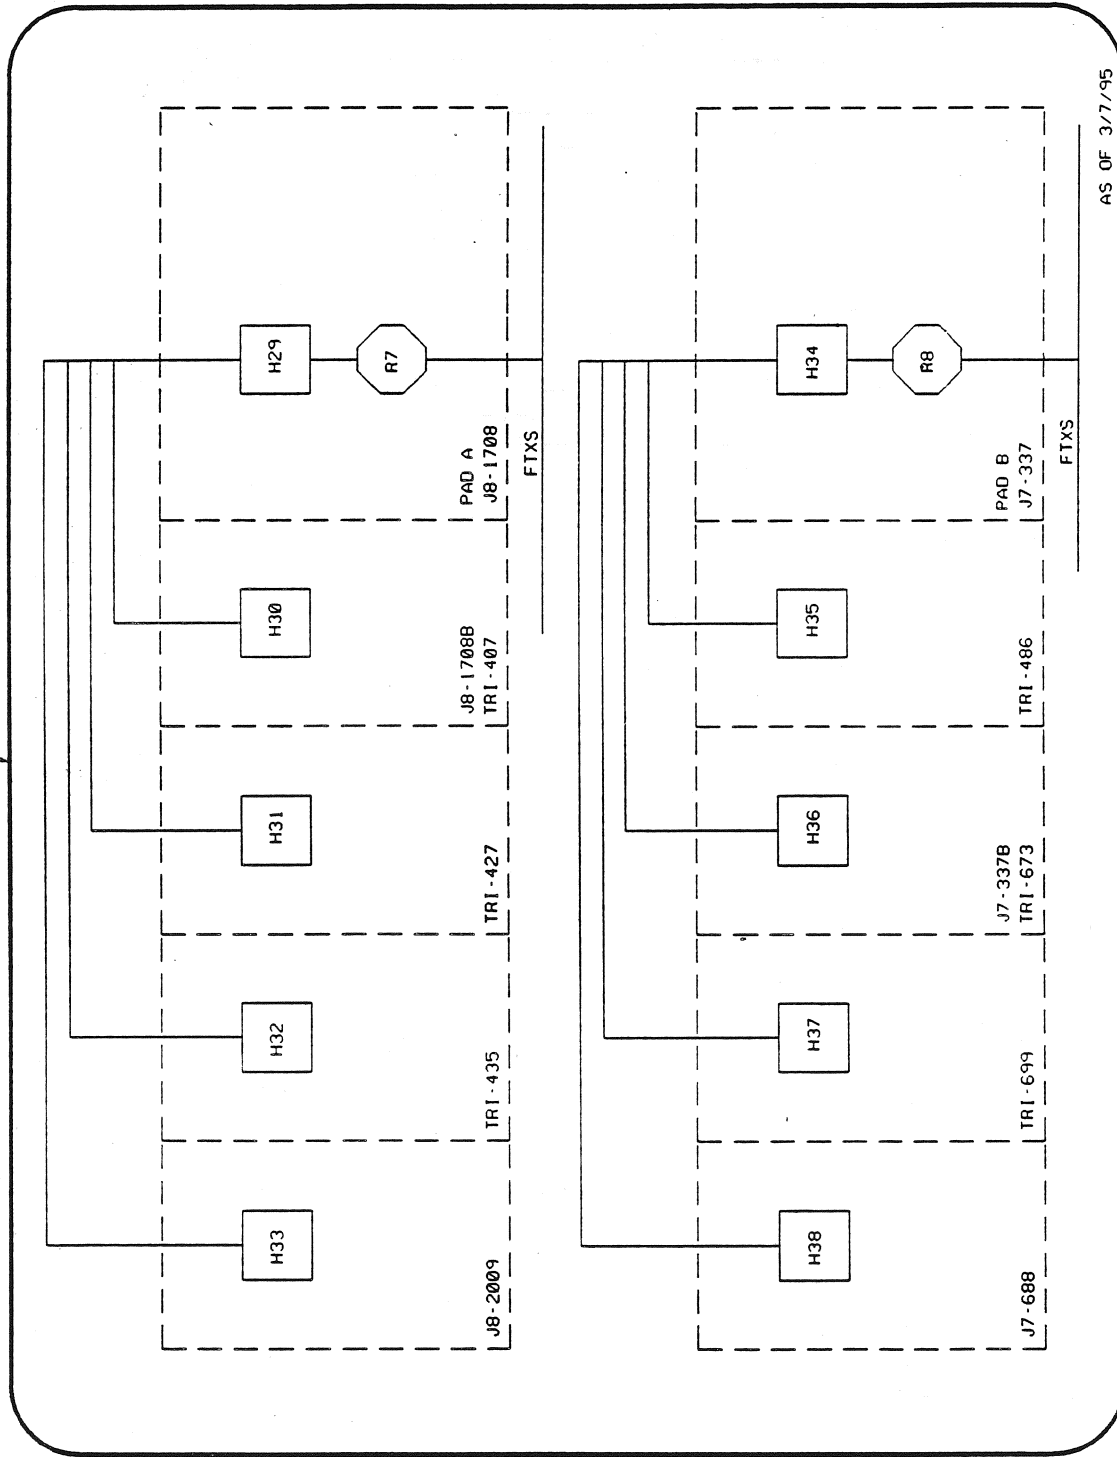 H33
H32
H31
H30
H29
R7
J8-2009
TRI-435
TRI-427
J8-1708B
TRI-407
PAD A
J8-1708
FTXS
H38
H37
H36
H35
H34
R8
J7-688
TRI-699
J7-337B
TRI-673
TRI-486
PAD B
J7-337
FTXS
AS OF 3/7/95